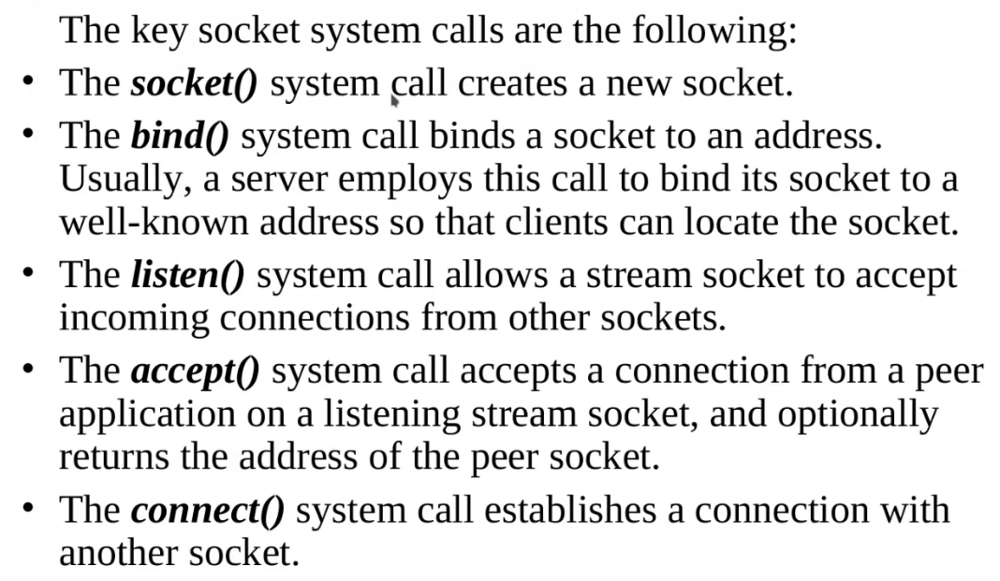 The key socket system calls are the following:
• The socket() system call creates a new socket.
• The bind() system call binds a socket to an address.
Usually, a server employs this call to bind its socket to a
well-known address so that clients can locate the socket.
• The listen() system call allows a stream socket to accept
incoming connections from other sockets.
• The accept() system call accepts a connection from a peer
application on a listening stream socket, and optionally
returns the address of the peer socket.
• The connect() system call establishes a connection with
another socket.